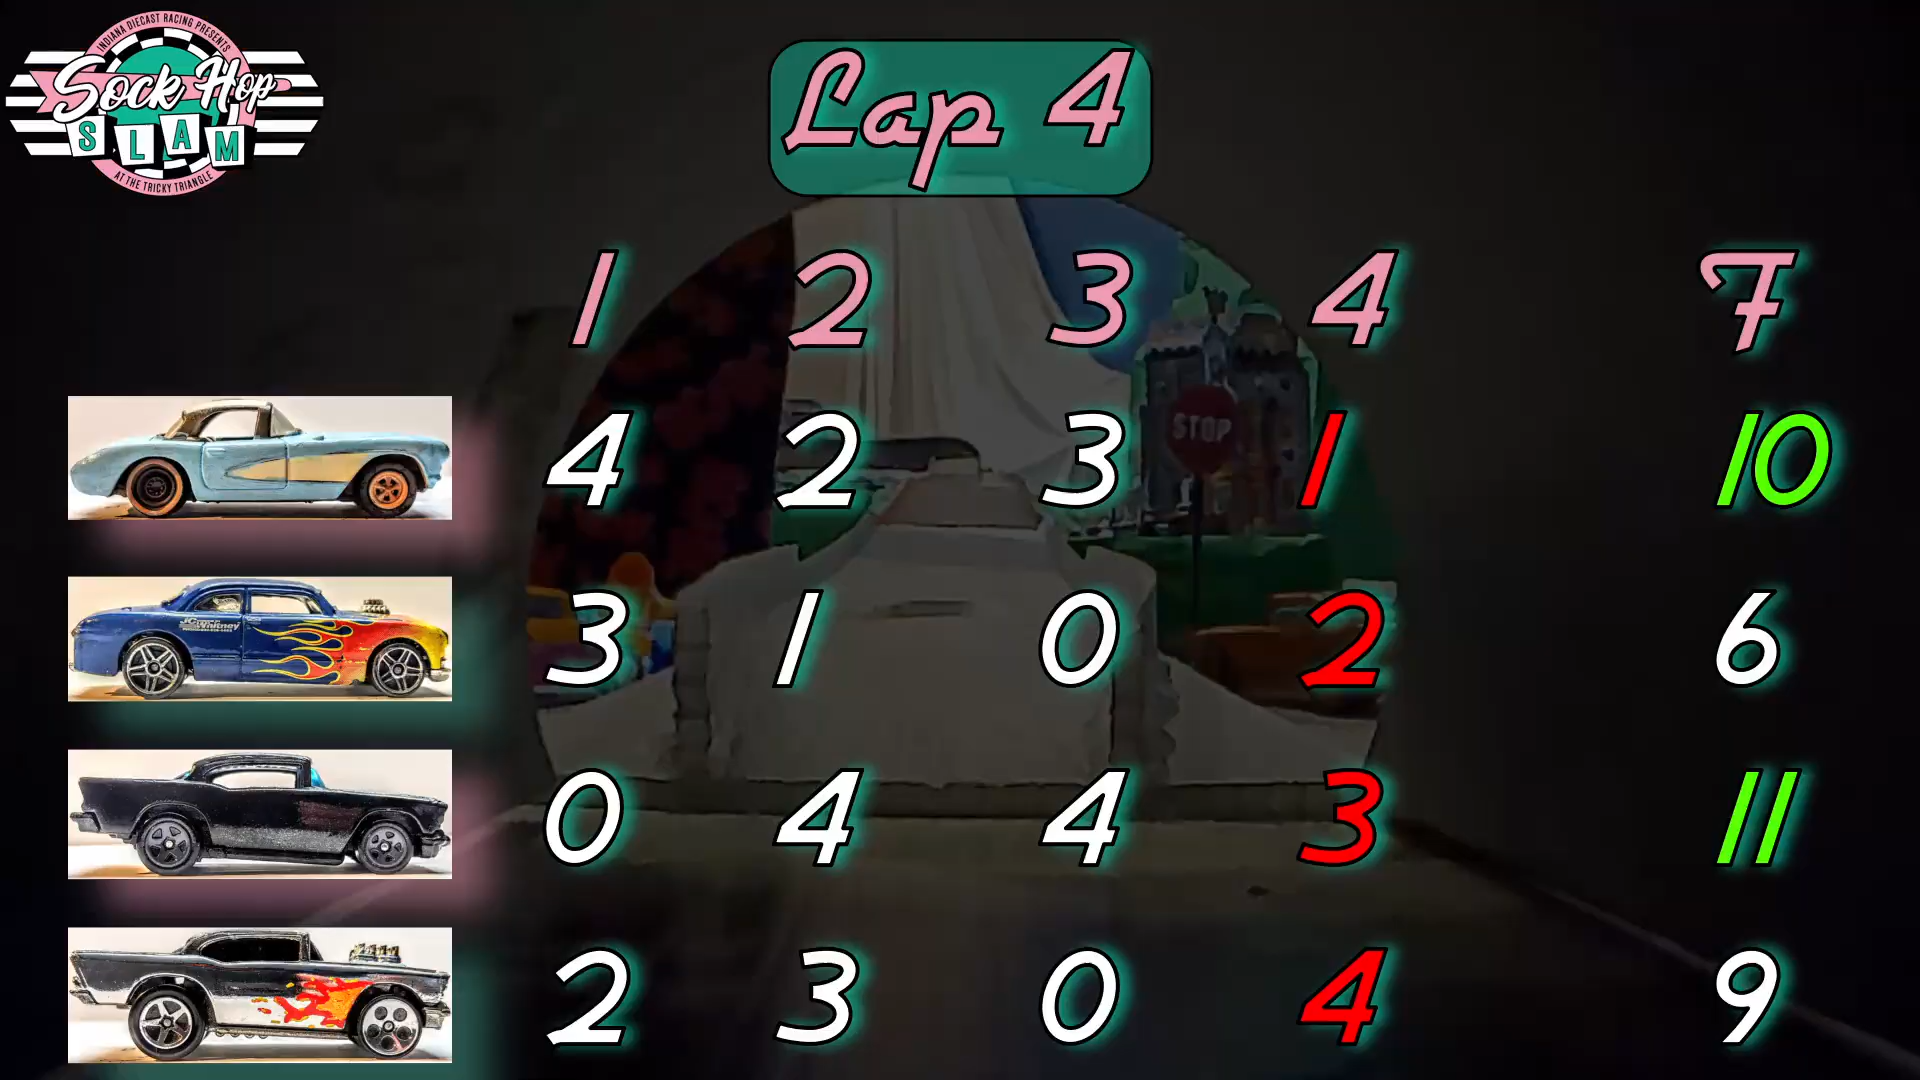 INDIANA DIECAST RACING PRESENTS
Sock Hop
SLAM
AT THE TRICKY TRIANGLE
Lap 4
1 2 3 4 F
4 2 3 1 10
3 1 0 2 6
0 4 4 3 11
2 3 0 4 9
STOP
JC Whitney